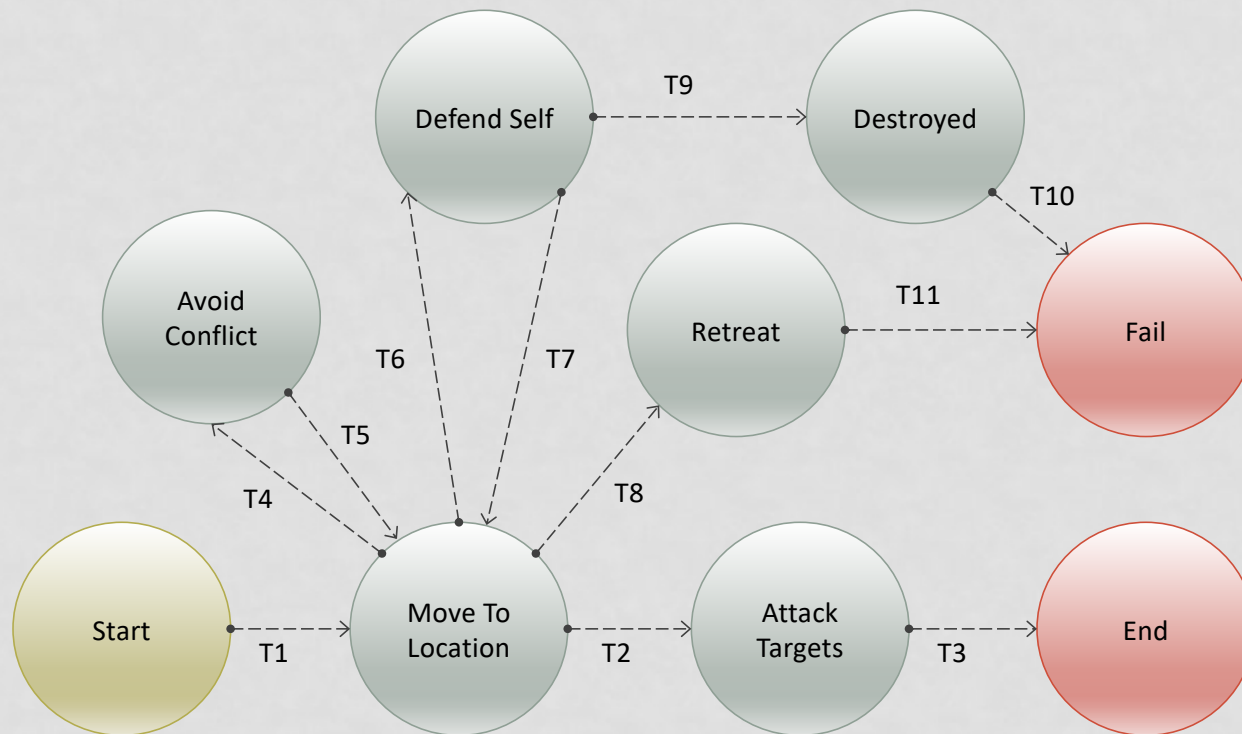 T9
Defend Self
Destroyed
T10
Avoid
Conflict
T11
T6
T7
Retreat
Fail
T5
T4
T8
Start
T1
Move To
Location
T2
Attack
Targets
T3
End